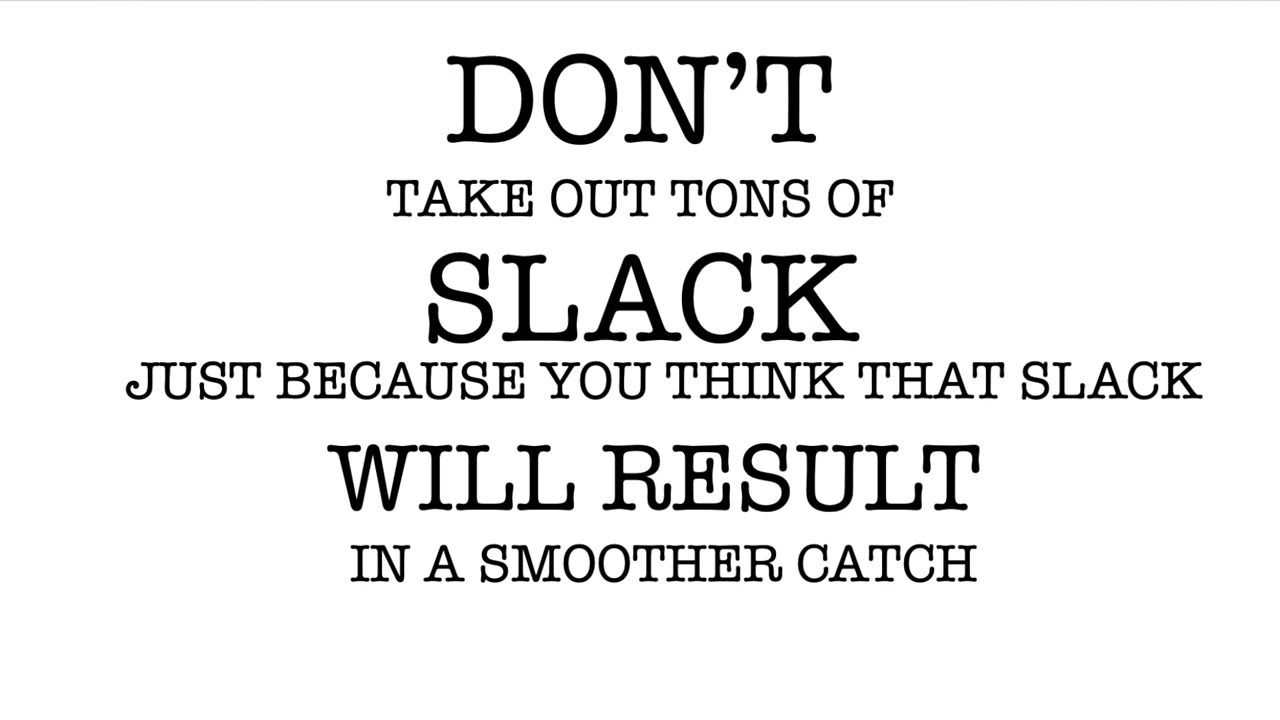 DON’T
TAKE OUT TONS OF
SLACK
JUST BECAUSE YOU THINK THAT SLACK
WILL RESULT
IN A SMOOTHER CATCH